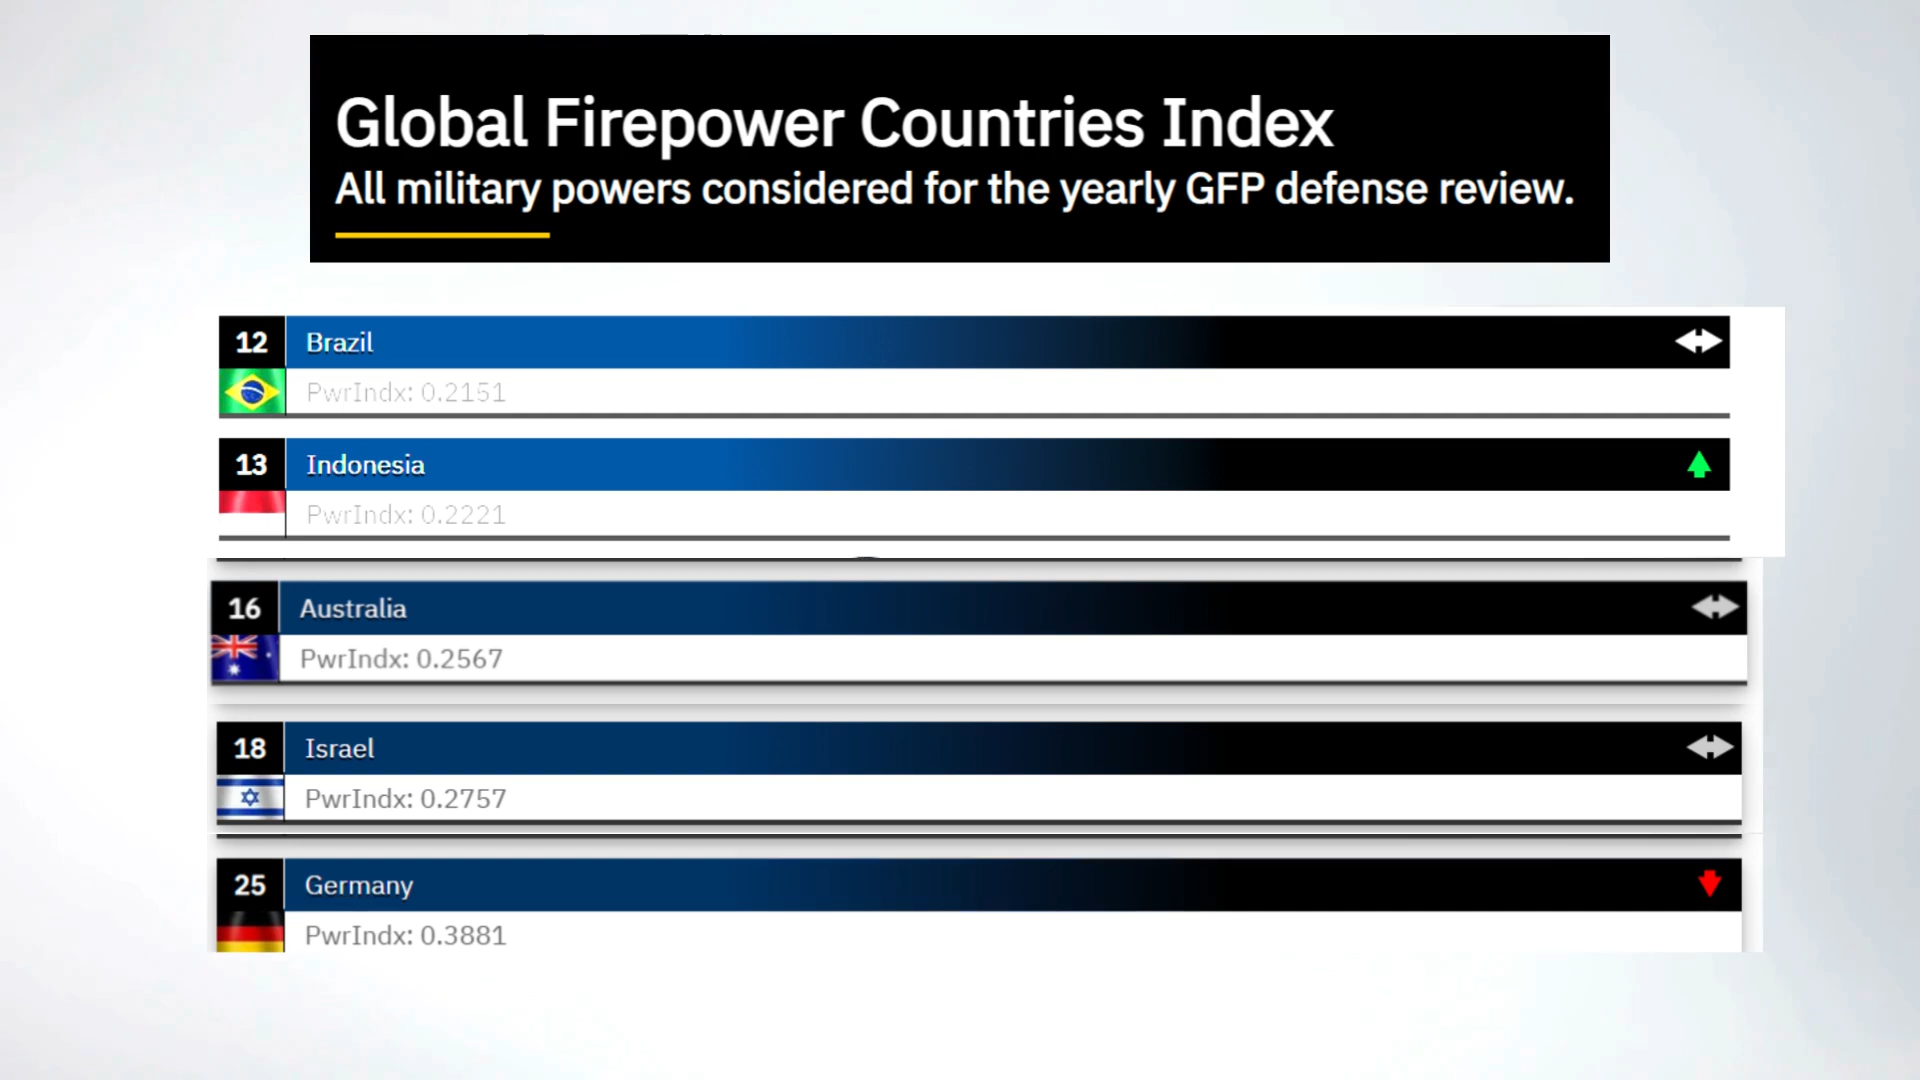 Global Firepower Countries Index
All military powers considered for the yearly GFP defense review.
12 Brazil
PwrIndx: 0.2151
13 Indonesia
PwrIndx: 0.2221
16 Australia
PwrIndx: 0.2567
18 Israel
PwrIndx: 0.2757
25 Germany
PwrIndx: 0.3881